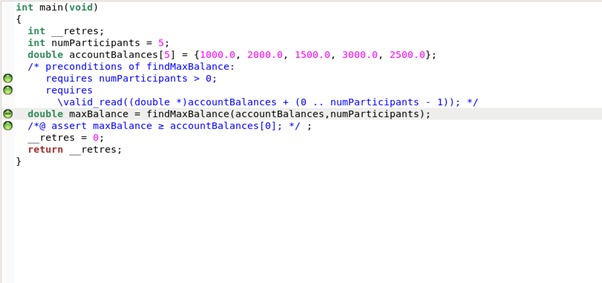 int main(void)
{
  int __retres;
  int numParticipants = 5;
  double accountBalances[5] = {1000.0, 2000.0, 1500.0, 3000.0, 2500.0};
  /* preconditions of findMaxBalance:
     requires numParticipants > 0;
     requires
       \valid_read((double *)accountBalances + (0 .. numParticipants - 1)); */
  double maxBalance = findMaxBalance(accountBalances,numParticipants);
  /*@ assert maxBalance ≥ accountBalances[0]; */ ;
  __retres = 0;
  return __retres;
}